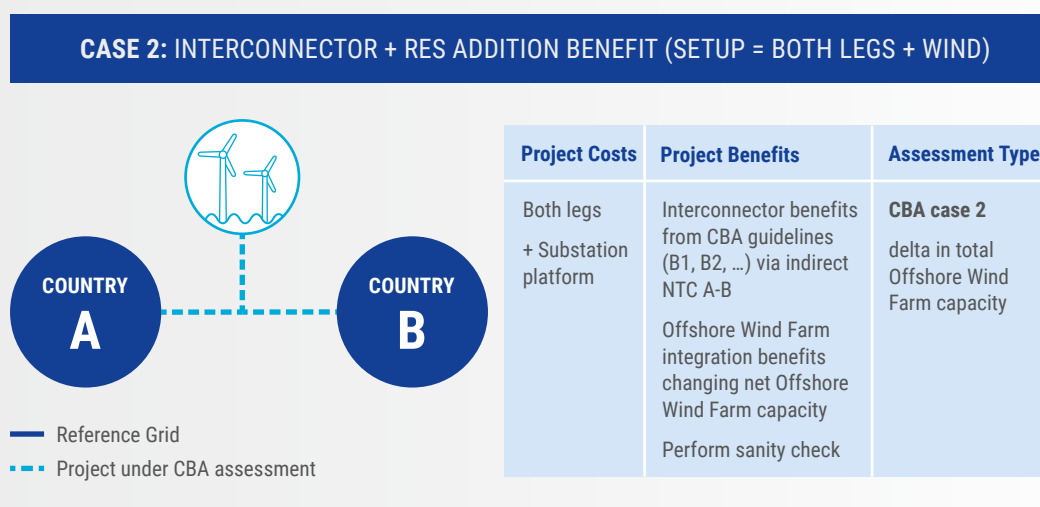 CASE 2: INTERCONNECTOR + RES ADDITION BENEFIT (SETUP = BOTH LEGS + WIND)
COUNTRY
A
COUNTRY
B
Reference Grid
Project under CBA assessment
Project Costs
Project Benefits
Assessment Type
Both legs
+ Substation
platform
Interconnector benefits
from CBA guidelines
(B1, B2, …) via indirect
NTC A-B
Offshore Wind Farm
integration benefits
changing net Offshore
Wind Farm capacity
Perform sanity check
CBA case 2
delta in total
Offshore Wind
Farm capacity